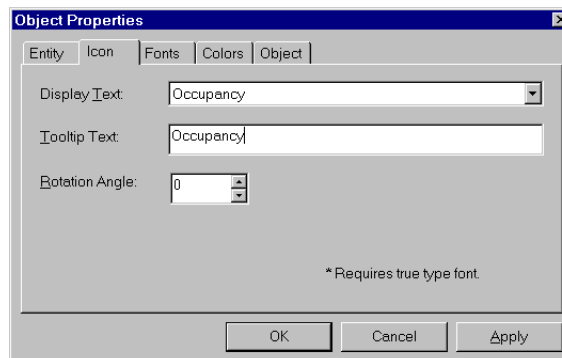 Object Properties
Entity Icon Fonts Colors Object
Display Text: Occupancy
Tooltip Text: Occupancy
Rotation Angle: 0
* Requires true type font.
OK Cancel Apply